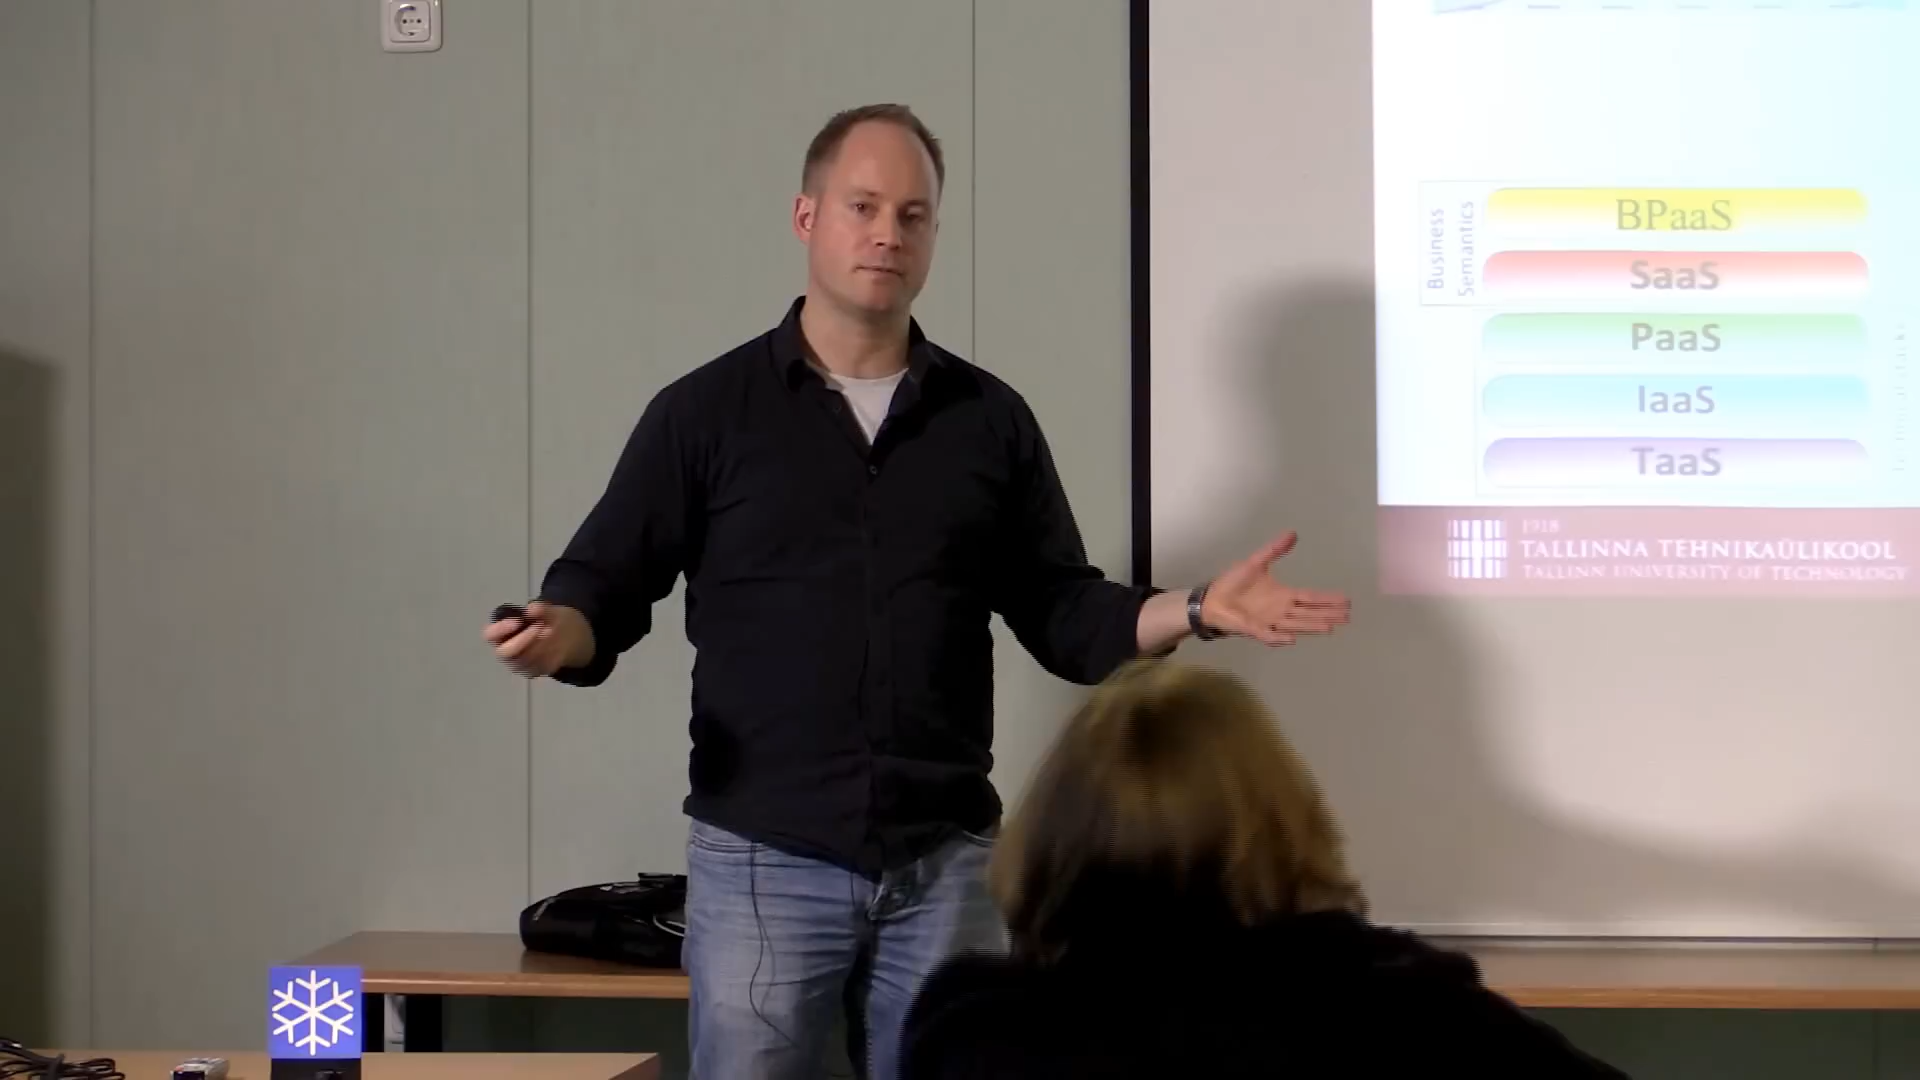 BPaaS
Business
Semantics
SaaS
PaaS
IaaS
TaaS
1918
TALLINNA TEHNIKAÜLIKOOL
TALLINN UNIVERSITY OF TECHNOLOGY